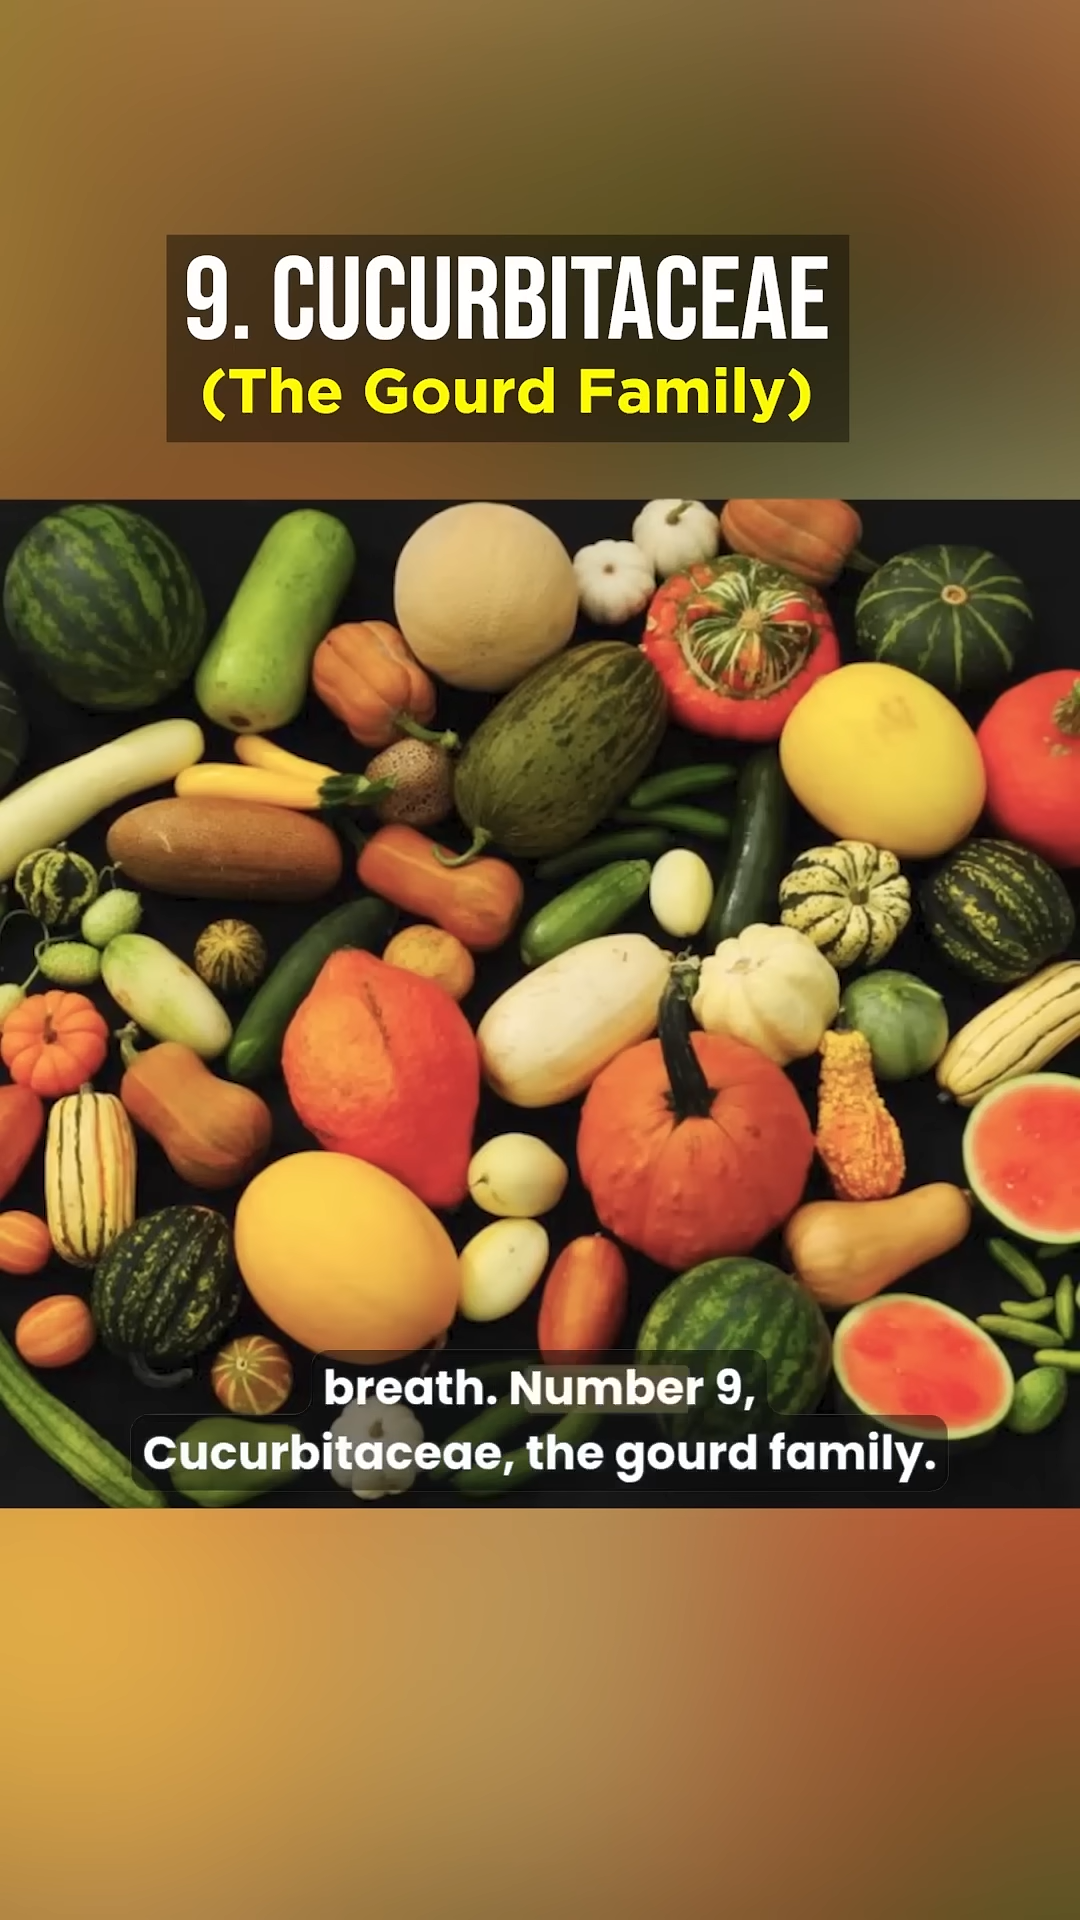 9. CUCURBITACEAE
(The Gourd Family)
breath. Number 9,
Cucurbitaceae, the gourd family.